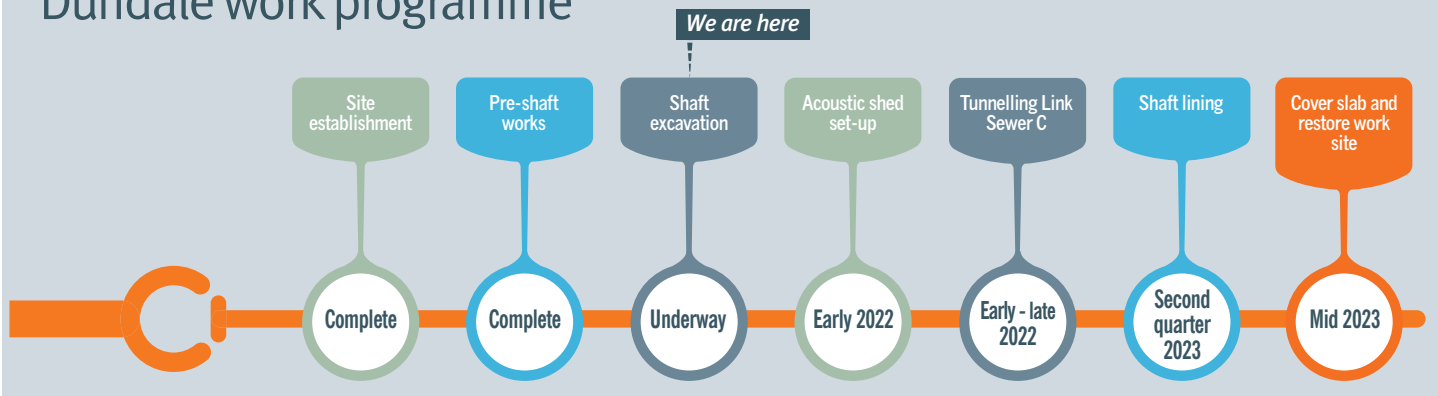 Dundale work programme
We are here
Site
establishment
Pre-shaft
works
Shaft
excavation
Acoustic shed
set-up
Tunnelling Link
Sewer C
Shaft lining
Cover slab and
restore work
site
Complete
Complete
Underway
Early 2022
Early - late
2022
Second
quarter
2023
Mid 2023